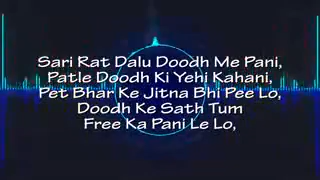 Sari Rat Dalu Doodh Me Pani,
Patle Doodh Ki Yehi Kahani,
Pet Bhar Ke Jitna Bhi Pee Lo,
Doodh Ke Sath Tum
Free Ka Pani Le Lo,